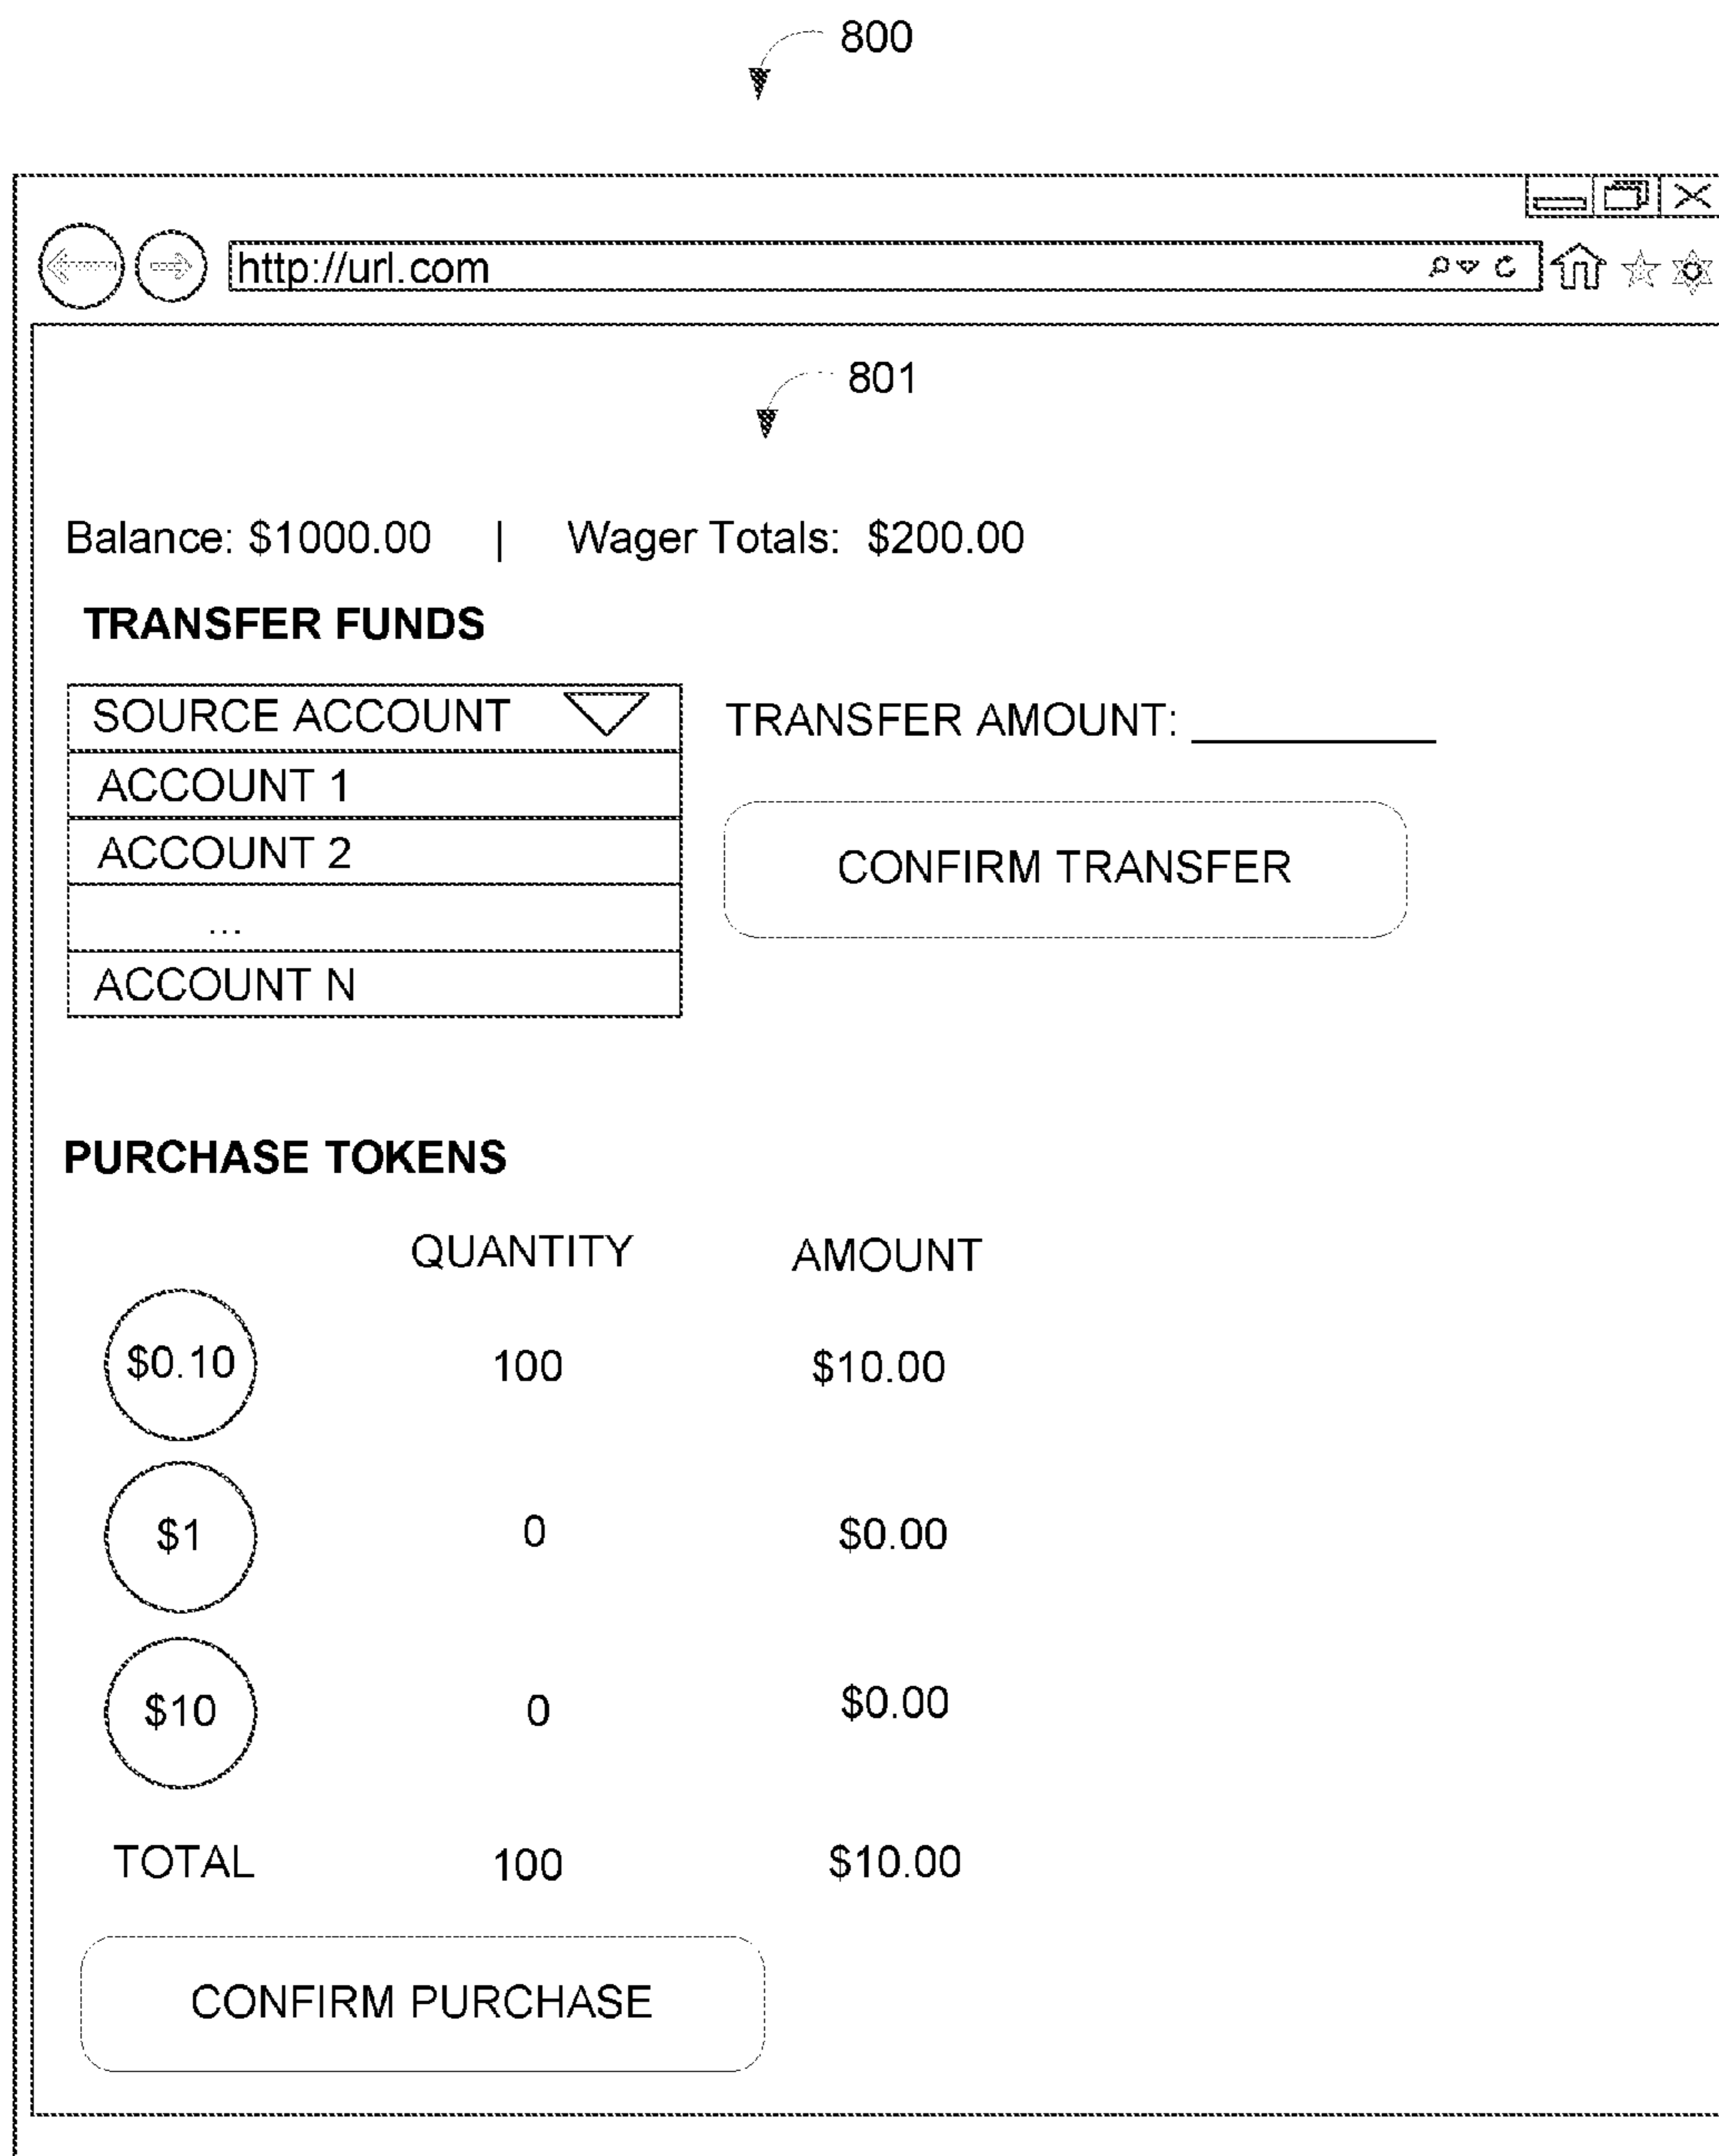 800
http://url.com
801
Balance: $1000.00 | Wager Totals: $200.00
TRANSFER FUNDS
SOURCE ACCOUNT
TRANSFER AMOUNT: __________
ACCOUNT 1
ACCOUNT 2
CONFIRM TRANSFER
...
ACCOUNT N
PURCHASE TOKENS
QUANTITY AMOUNT
$0.10 100 $10.00
$1 0 $0.00
$10 0 $0.00
TOTAL 100 $10.00
CONFIRM PURCHASE